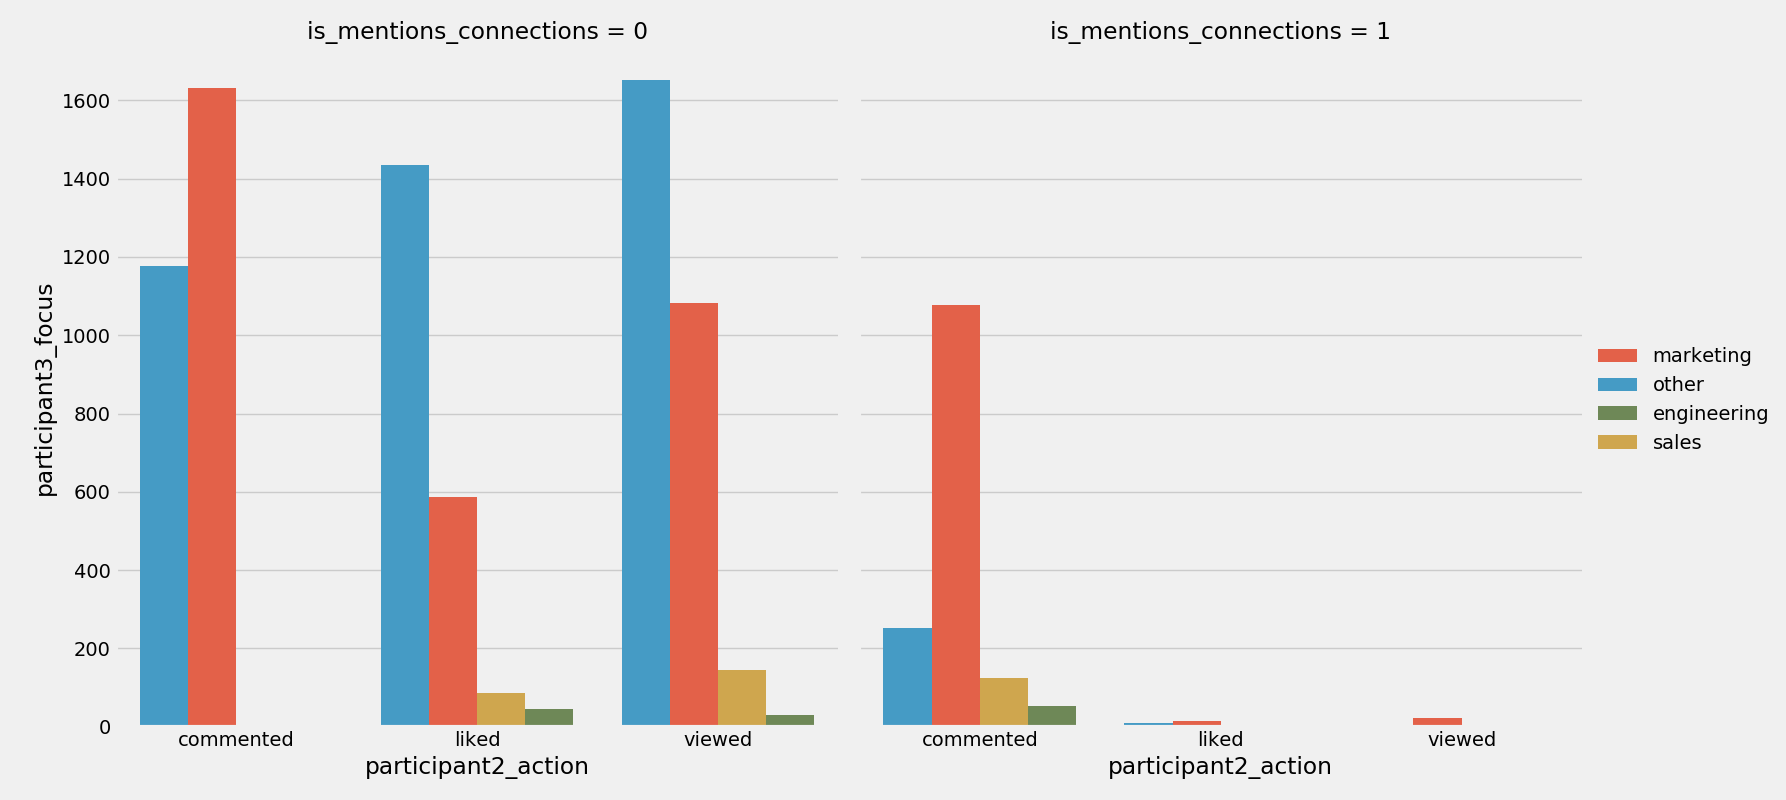 is_mentions_connections = 0
is_mentions_connections = 1
participant3_focus
1600
1400
1200
1000
800
600
400
200
0
commented
liked
viewed
commented
liked
viewed
participant2_action
participant2_action
marketing
other
engineering
sales